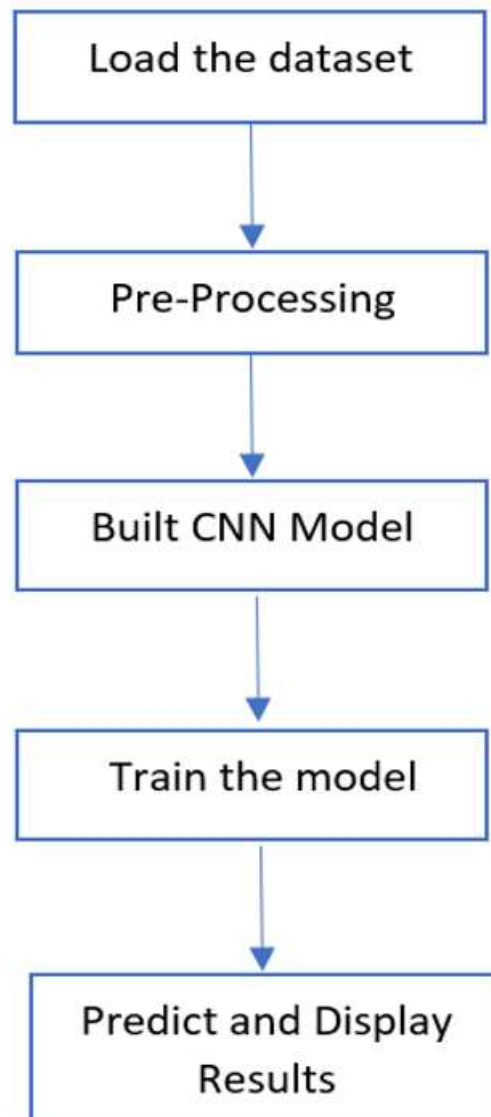 Load the dataset
Pre-Processing
Built CNN Model
Train the model
Predict and Display
Results